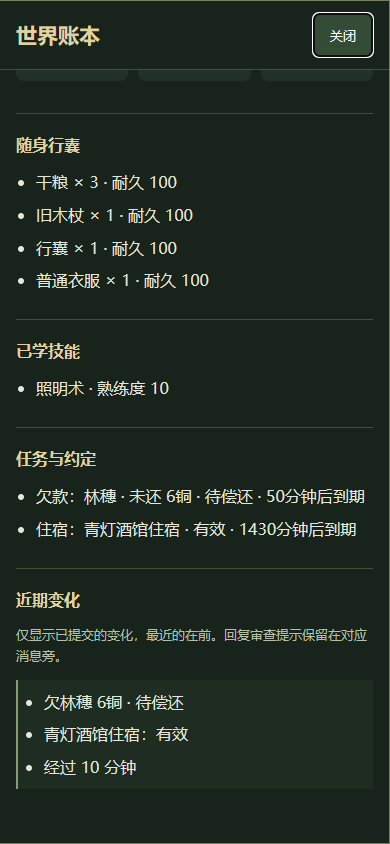 世界账本
关闭
随身行囊
干粮 × 3 · 耐久 100
旧木杖 × 1 · 耐久 100
行囊 × 1 · 耐久 100
普通衣服 × 1 · 耐久 100
已学技能
照明术 · 熟练度 10
任务与约定
欠款：林穗 · 未还 6铜 · 待偿还 · 50分钟后到期
住宿：青灯酒馆住宿 · 有效 · 1430分钟后到期
近期变化
仅显示已提交的变化，最近的在前。回复审查提示保留在对应
消息旁。
欠林穗 6铜 · 待偿还
青灯酒馆住宿：有效
经过 10 分钟